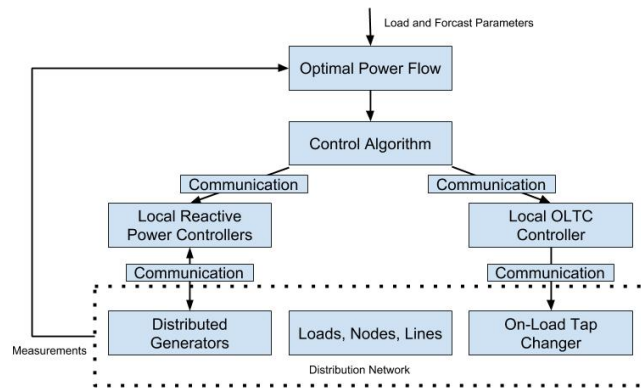 Load and Forcast Parameters
Optimal Power Flow
Control Algorithm
Communication
Communication
Local Reactive
Power Controllers
Local OLTC
Controller
Communication
Communication
Distributed
Generators
Loads, Nodes, Lines
On-Load Tap
Changer
Measurements
Distribution Network